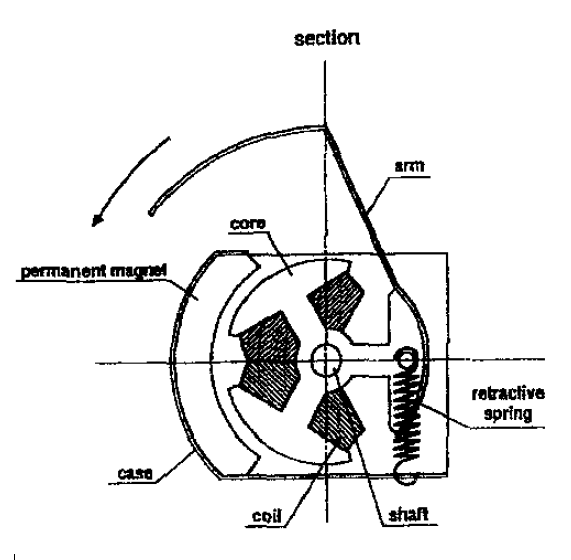 section
arm
core
permanent magnet
retractive
spring
case
coil
shaft